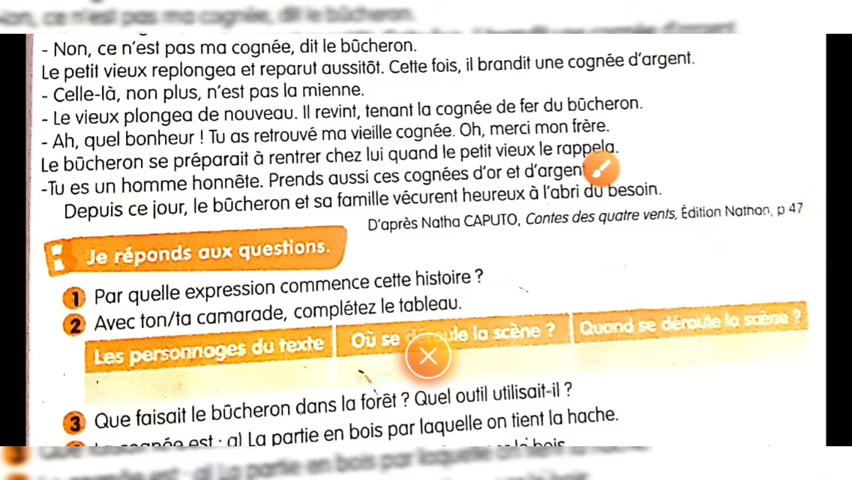 - Non, ce n'est pas ma cognée, dit le bûcheron.
Le petit vieux replongea et reparut aussitôt. Cette fois, il brandit une cognée d'argent.
- Celle-là, non plus, n'est pas la mienne.
- Le vieux plongea de nouveau. Il revint, tenant la cognée de fer du bûcheron.
- Ah, quel bonheur ! Tu as retrouvé ma vieille cognée. Oh, merci mon frère.
Le bûcheron se préparait à rentrer chez lui quand le petit vieux le rappela.
-Tu es un homme honnête. Prends aussi ces cognées d'or et d'argent
Depuis ce jour, le bûcheron et sa famille vécurent heureux à l'abri du besoin.
D'après Natha CAPUTO, Contes des quatre vents, Édition Nathan, p 47
Je réponds aux questions.
1 Par quelle expression commence cette histoire ?
2 Avec ton/ta camarade, complétez le tableau.
Les personnages du texte Où se déroule la scène ? Quand se déroule la scène ?
3 Que faisait le bûcheron dans la forêt ? Quel outil utilisait-il ?
La cognée est : a) La partie en bois par laquelle on tient la hache.
le bois